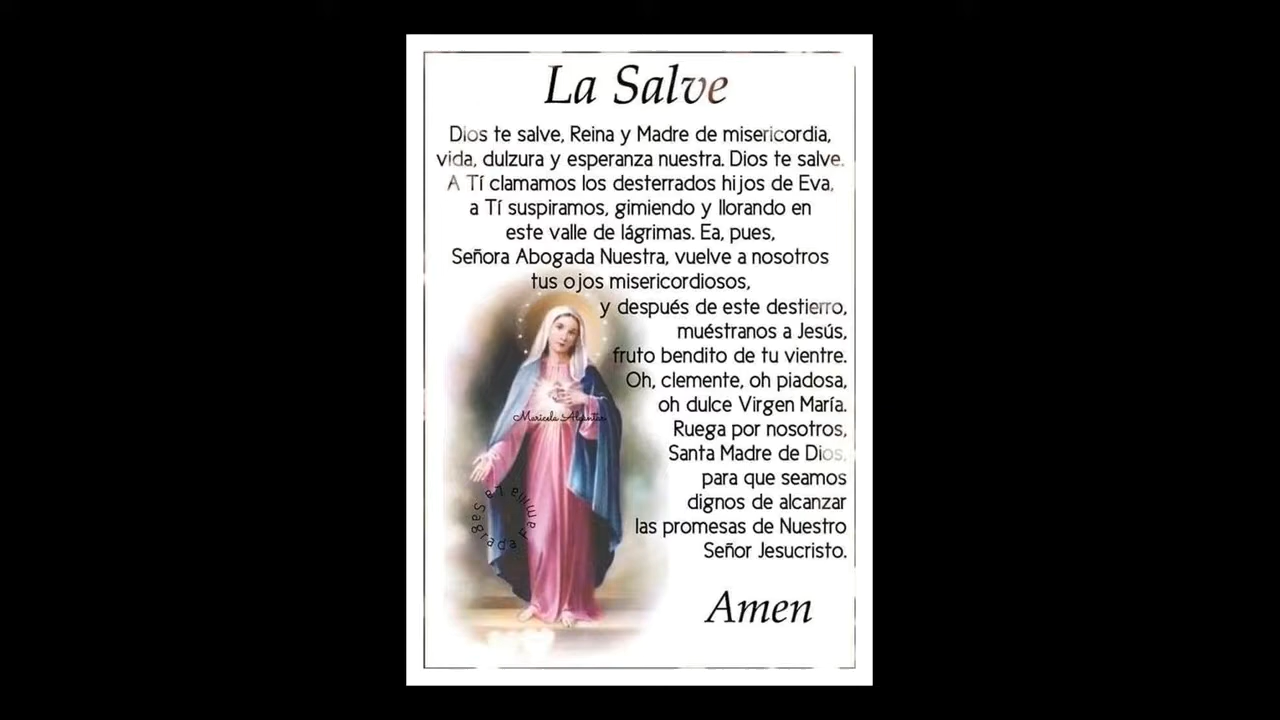 La Salve
Dios te salve, Reina y Madre de misericordia,
vida, dulzura y esperanza nuestra. Dios te salve.
A Tí clamamos los desterrados hijos de Eva,
a Tí suspiramos, gimiendo y llorando en
este valle de lágrimas. Ea, pues,
Señora Abogada Nuestra, vuelve a nosotros
tus ojos misericordiosos,
y después de este destierro,
muéstranos a Jesús,
fruto bendito de tu vientre.
Oh, clemente, oh piadosa,
oh dulce Virgen María.
Ruega por nosotros,
Santa Madre de Dios,
para que seamos
dignos de alcanzar
las promesas de Nuestro
Señor Jesucristo.
Maricela
La Sagrada Familia
Amen